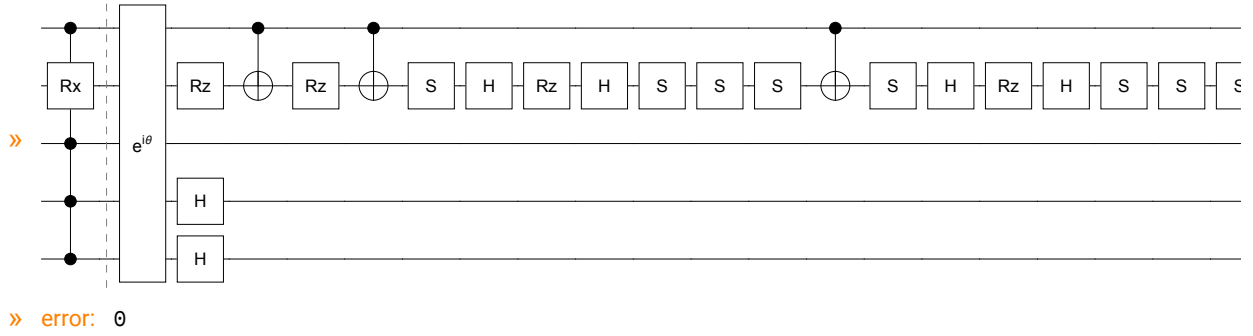 Rx Rz Rz S H Rz H S S S S H Rz H S S S
» e^iθ
H
H
» error: 0